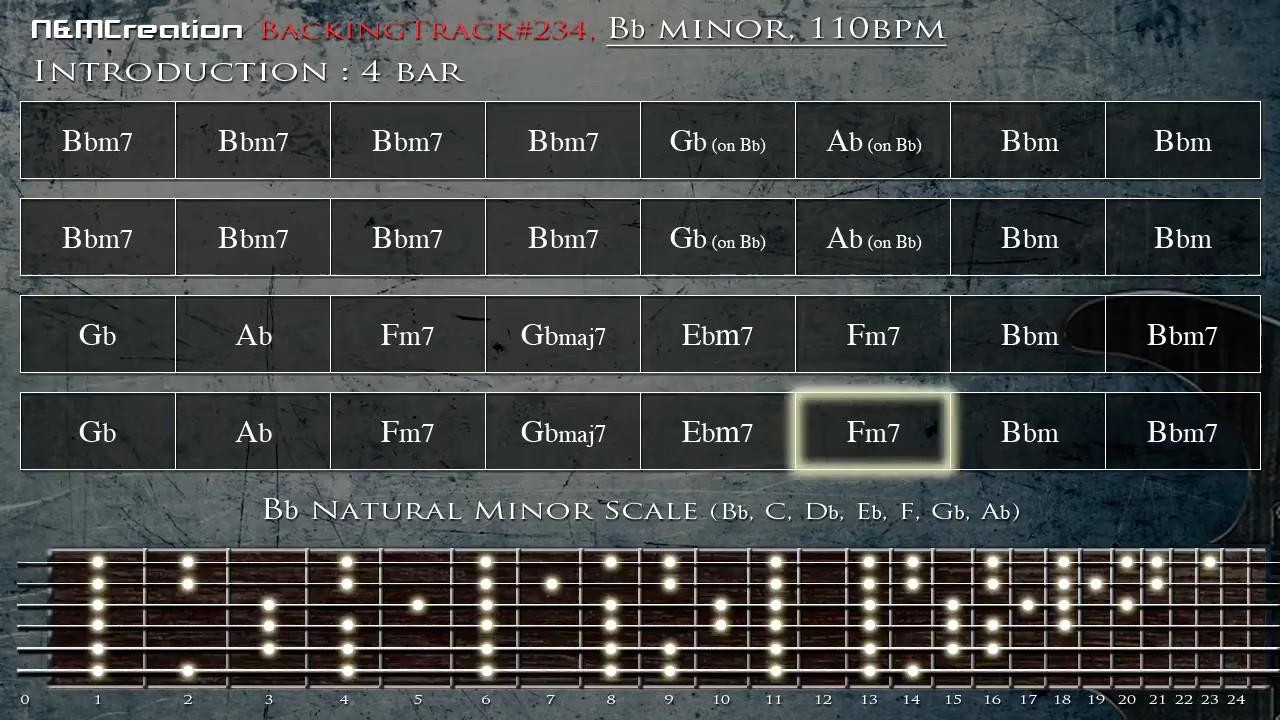 N&MCreation BackingTrack#234, Bb minor, 110bpm
Introduction : 4 bar
Bbm7 Bbm7 Bbm7 Bbm7 Gb (on Bb) Ab (on Bb) Bbm Bbm
Bbm7 Bbm7 Bbm7 Bbm7 Gb (on Bb) Ab (on Bb) Bbm Bbm
Gb Ab Fm7 Gbmaj7 Ebm7 Fm7 Bbm Bbm7
Gb Ab Fm7 Gbmaj7 Ebm7 Fm7 Bbm Bbm7
Bb Natural Minor Scale (Bb, C, Db, Eb, F, Gb, Ab)
0 1 2 3 4 5 6 7 8 9 10 11 12 13 14 15 16 17 18 19 20 21 22 23 24